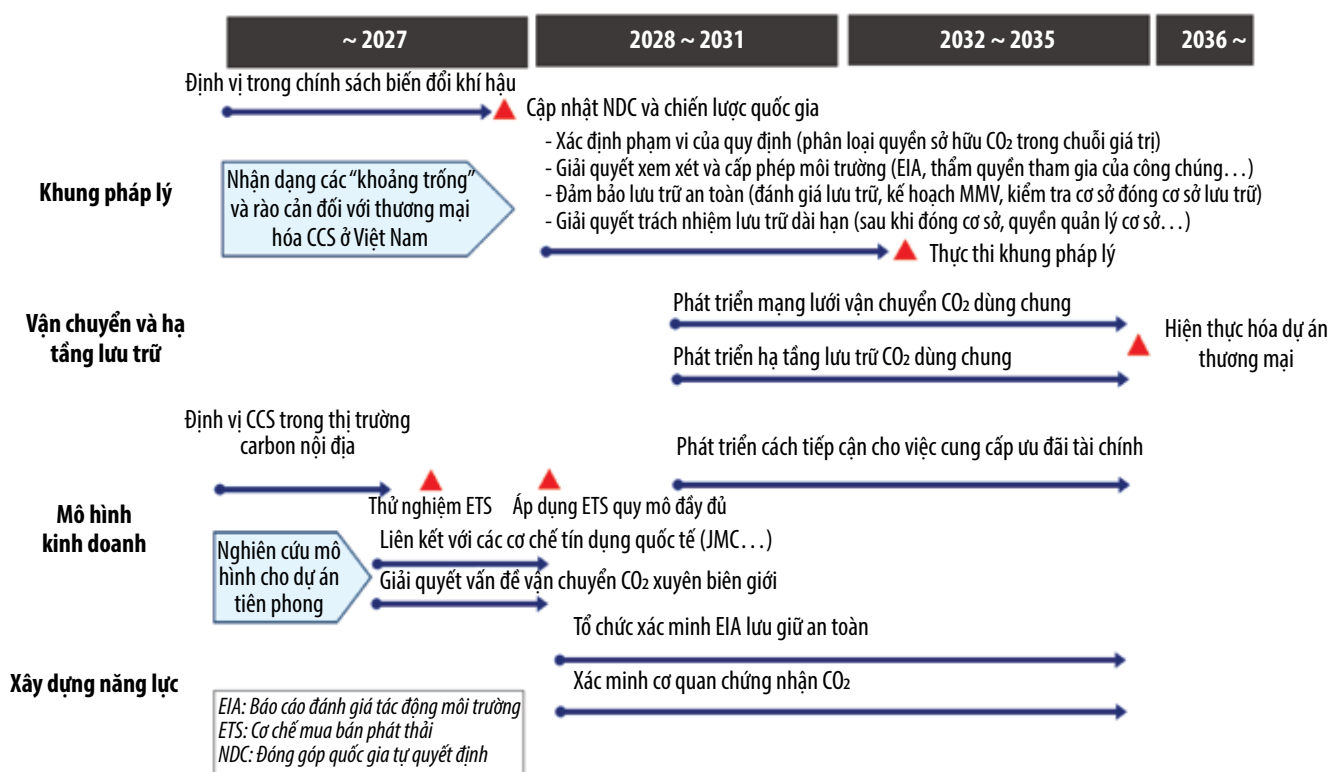 ~ 2027
2028 ~ 2031
2032 ~ 2035
2036 ~
Định vị trong chính sách biến đổi khí hậu
Cập nhật NDC và chiến lược quốc gia
Khung pháp lý
Nhận dạng các “khoảng trống”
và rào cản đối với thương mại
hóa CCS ở Việt Nam
- Xác định phạm vi của quy định (phân loại quyền sở hữu CO₂ trong chuỗi giá trị)
- Giải quyết xem xét và cấp phép môi trường (EIA, thẩm quyền tham gia của công chúng…)
- Đảm bảo lưu trữ an toàn (đánh giá lưu trữ, kế hoạch MMV, kiểm tra cơ sở đóng cơ sở lưu trữ)
- Giải quyết trách nhiệm lưu trữ dài hạn (sau khi đóng cơ sở, quyền quản lý cơ sở…)
Thực thi khung pháp lý
Vận chuyển và hạ
tầng lưu trữ
Phát triển mạng lưới vận chuyển CO₂ dùng chung
Phát triển hạ tầng lưu trữ CO₂ dùng chung
Hiện thực hóa dự án
thương mại
Mô hình
kinh doanh
Định vị CCS trong thị trường
carbon nội địa
Thử nghiệm ETS
Áp dụng ETS quy mô đầy đủ
Phát triển cách tiếp cận cho việc cung cấp ưu đãi tài chính
Nghiên cứu mô
hình cho dự án
tiên phong
Liên kết với các cơ chế tín dụng quốc tế (JMC…)
Giải quyết vấn đề vận chuyển CO₂ xuyên biên giới
Xây dựng năng lực
Tổ chức xác minh EIA lưu giữ an toàn
Xác minh cơ quan chứng nhận CO₂
EIA: Báo cáo đánh giá tác động môi trường
ETS: Cơ chế mua bán phát thải
NDC: Đóng góp quốc gia tự quyết định